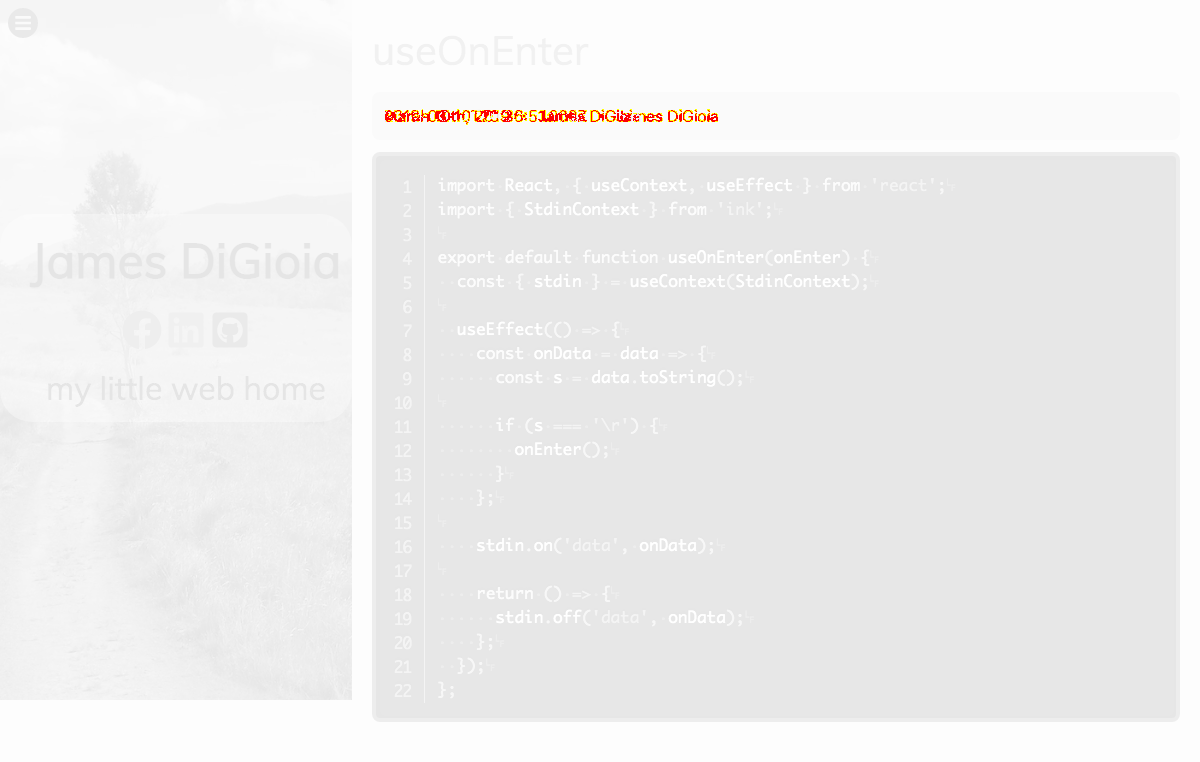 useOnEnter
James DiGioia
James DiGioia
my little web home
1 import React, { useContext, useEffect } from 'react';
2 import { StdinContext } from 'ink';
3
4 export default function useOnEnter(onEnter) {
5   const { stdin } = useContext(StdinContext);
6
7   useEffect(() => {
8     const onData = data => {
9       const s = data.toString();
10
11       if (s === '\r') {
12         onEnter();
13       }
14     };
15
16     stdin.on('data', onData);
17
18     return () => {
19       stdin.off('data', onData);
20     };
21   });
22 };